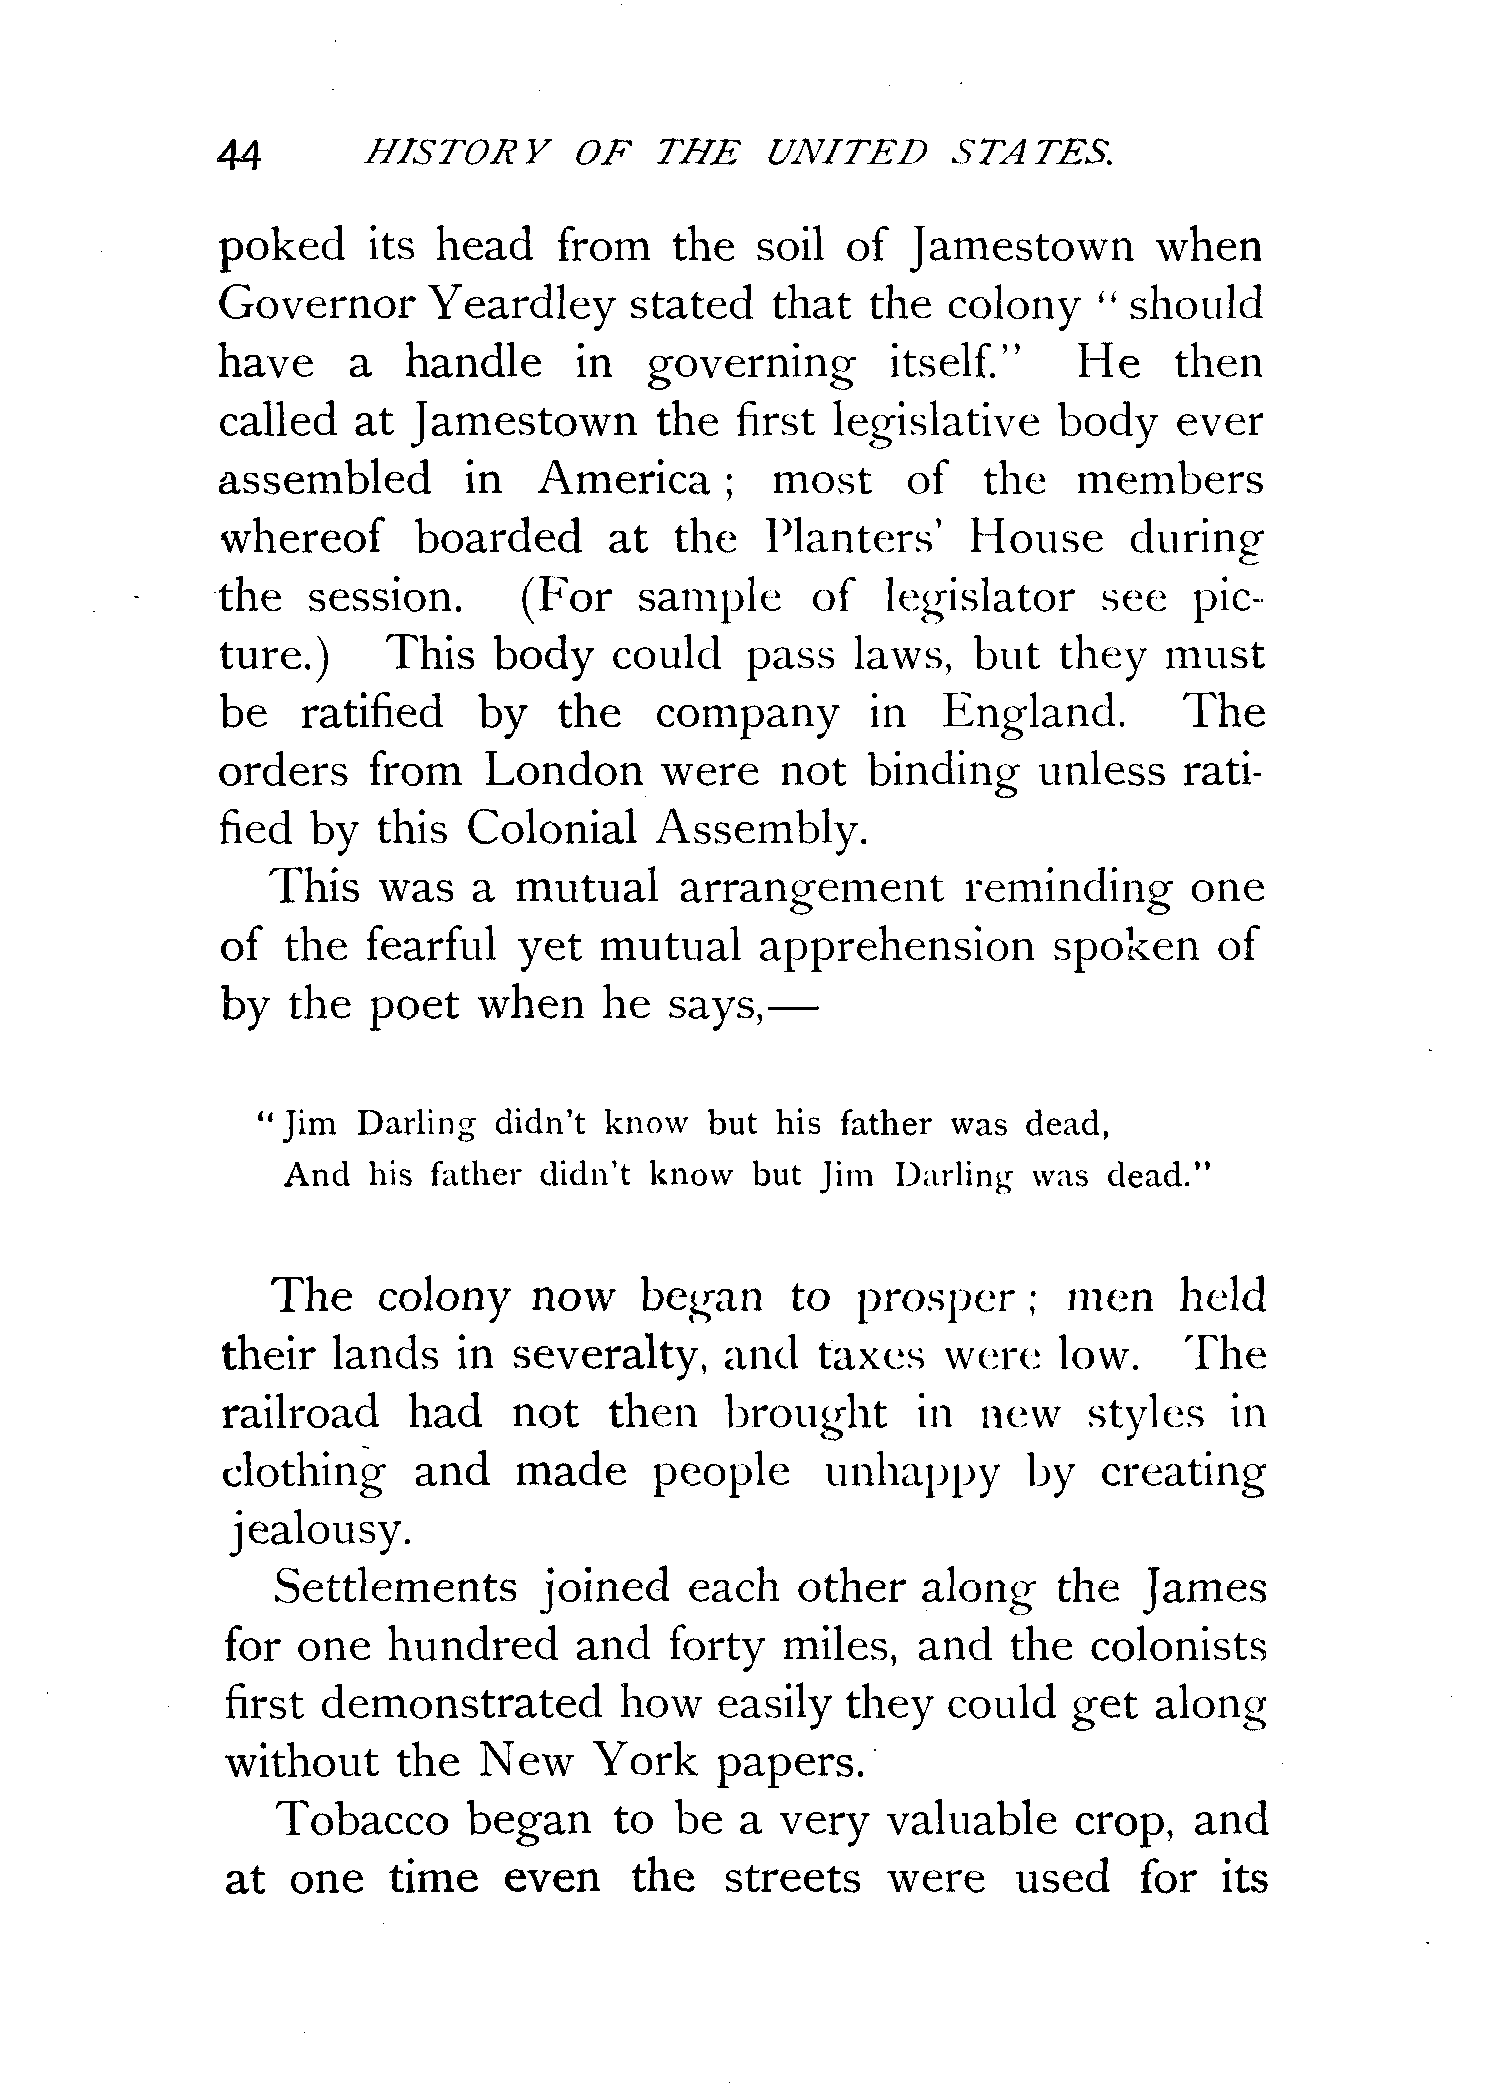 44 HISTORY OF THE UNITED STATES.
poked its head from the soil of Jamestown when
Governor Yeardley stated that the colony "should
have a handle in governing itself." He then
called at Jamestown the first legislative body ever
assembled in America; most of the members
whereof boarded at the Planters' House during
the session. (For sample of legislator see pic-
ture.) This body could pass laws, but they must
be ratified by the company in England. The
orders from London were not binding unless rati-
fied by this Colonial Assembly.
This was a mutual arrangement reminding one
of the fearful yet mutual apprehension spoken of
by the poet when he says,—
"Jim Darling didn't know but his father was dead,
And his father didn't know but Jim Darling was dead."
The colony now began to prosper; men held
their lands in severalty, and taxes were low. The
railroad had not then brought in new styles in
clothing and made people unhappy by creating
jealousy.
Settlements joined each other along the James
for one hundred and forty miles, and the colonists
first demonstrated how easily they could get along
without the New York papers.
Tobacco began to be a very valuable crop, and
at one time even the streets were used for its